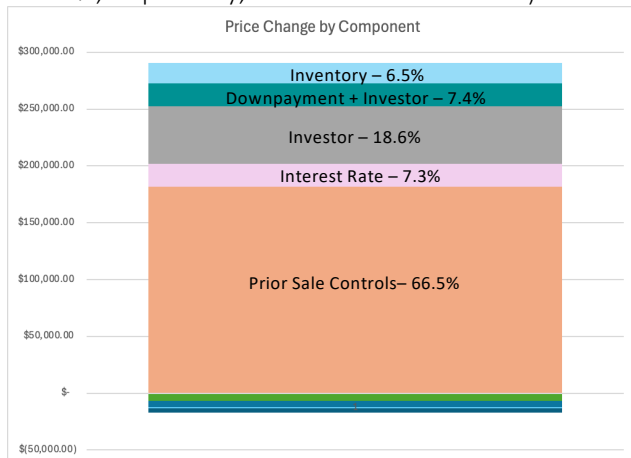 Price Change by Component
$300,000.00
Inventory – 6.5%
Downpayment + Investor – 7.4%
$250,000.00
Investor – 18.6%
$200,000.00
Interest Rate – 7.3%
$150,000.00
Prior Sale Controls– 66.5%
$100,000.00
$50,000.00
$-
$(50,000.00)